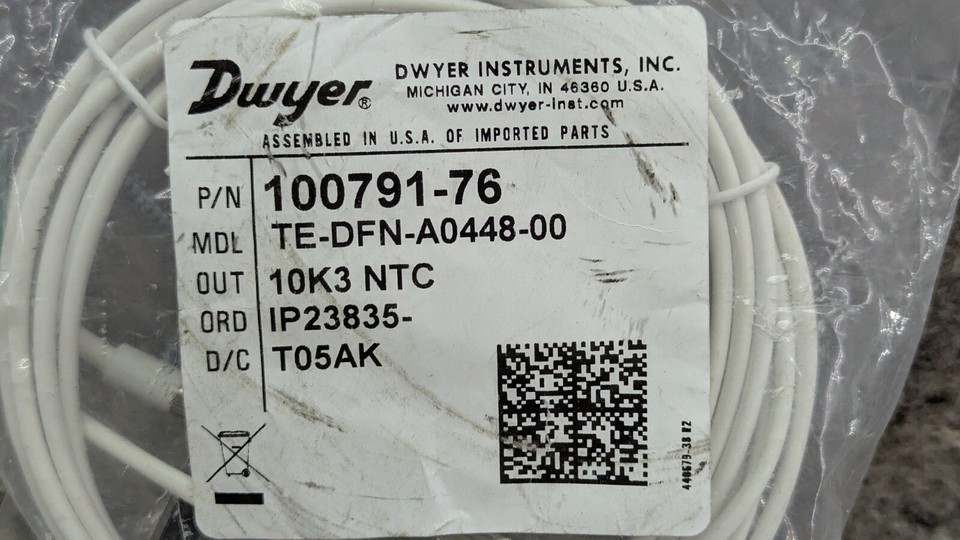 Dwyer®
DWYER INSTRUMENTS, INC.
MICHIGAN CITY, IN 46360 U.S.A.
www.dwyer-inst.com
ASSEMBLED IN U.S.A. OF IMPORTED PARTS
P/N 100791-76
MDL TE-DFN-A0448-00
OUT 10K3 NTC
ORD IP23835-
D/C T05AK